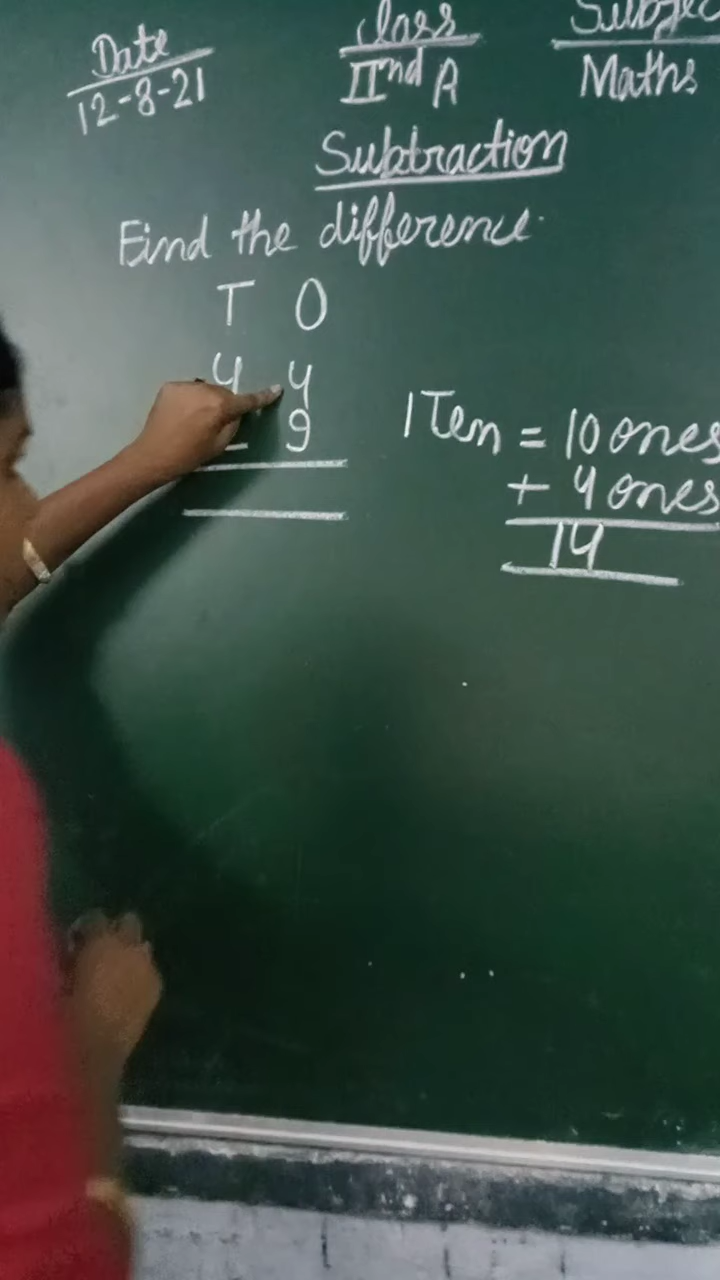 Date
12-8-21
Class
IInd A
Maths
Subtraction
Find the difference.
T O
4 4
- 9
1 Ten = 10 ones
+ 4 ones
14